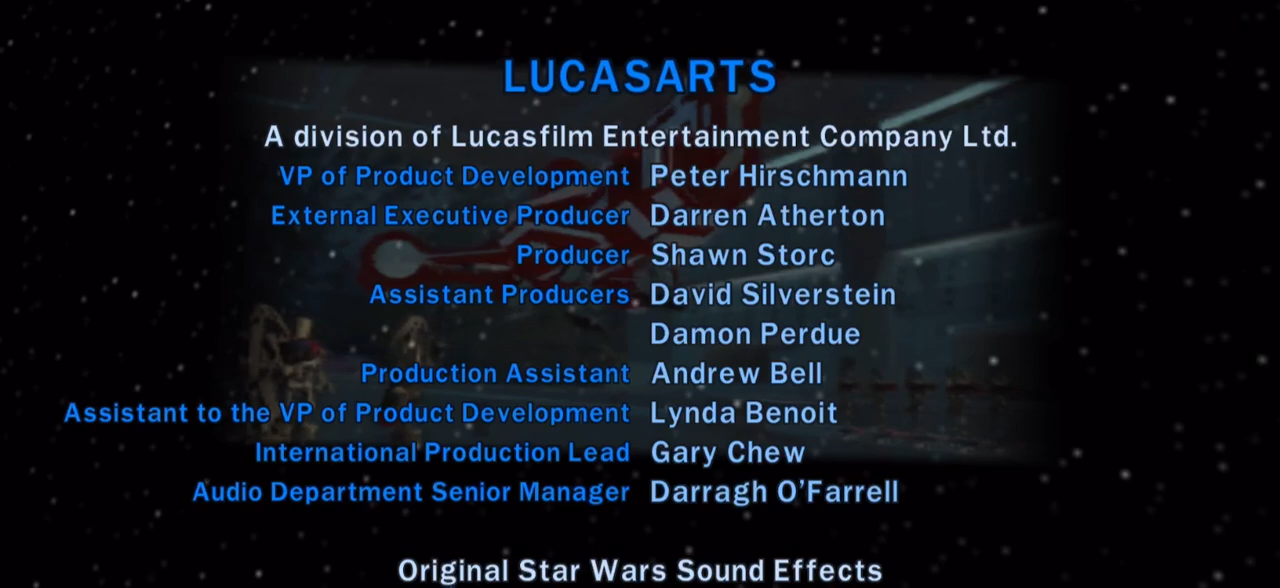 LUCASARTS
A division of Lucasfilm Entertainment Company Ltd.
VP of Product Development Peter Hirschmann
External Executive Producer Darren Atherton
Producer Shawn Storc
Assistant Producers David Silverstein
Damon Perdue
Production Assistant Andrew Bell
Assistant to the VP of Product Development Lynda Benoit
International Production Lead Gary Chew
Audio Department Senior Manager Darragh O’Farrell
Original Star Wars Sound Effects